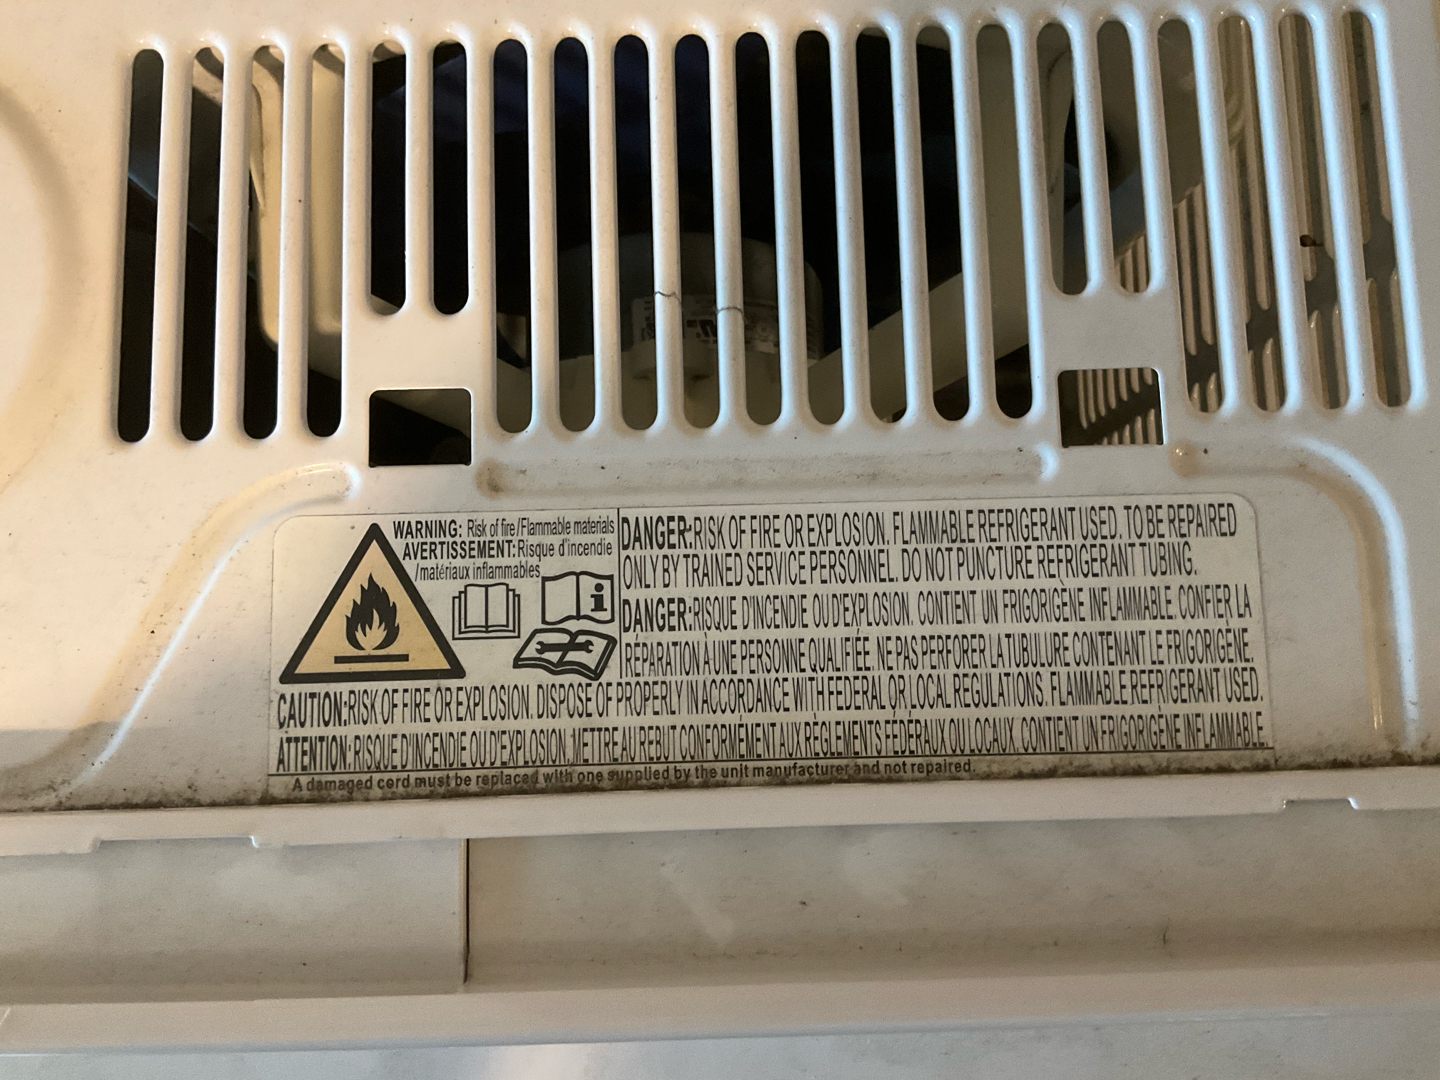 WARNING: Risk of fire/Flammable materials
AVERTISSEMENT: Risque d'incendie
/matériaux inflammables
DANGER: RISK OF FIRE OR EXPLOSION. FLAMMABLE REFRIGERANT USED. TO BE REPAIRED
ONLY BY TRAINED SERVICE PERSONNEL. DO NOT PUNCTURE REFRIGERANT TUBING.
DANGER: RISQUE D'INCENDIE OU D'EXPLOSION. CONTIENT UN FRIGORIGÈNE INFLAMMABLE. CONFIER LA
RÉPARATION À UNE PERSONNE QUALIFIÉE. NE PAS PERFORER LA TUBULURE CONTENANT LE FRIGORIGÈNE.
CAUTION: RISK OF FIRE OR EXPLOSION. DISPOSE OF PROPERLY IN ACCORDANCE WITH FEDERAL OR LOCAL REGULATIONS. FLAMMABLE REFRIGERANT USED.
ATTENTION: RISQUE D'INCENDIE OU D'EXPLOSION. METTRE AU REBUT CONFORMÉMENT AUX RÈGLEMENTS FÉDÉRAUX OU LOCAUX. CONTIENT UN FRIGORIGÈNE INFLAMMABLE.
A damaged cord must be replaced with one supplied by the unit manufacturer and not repaired.